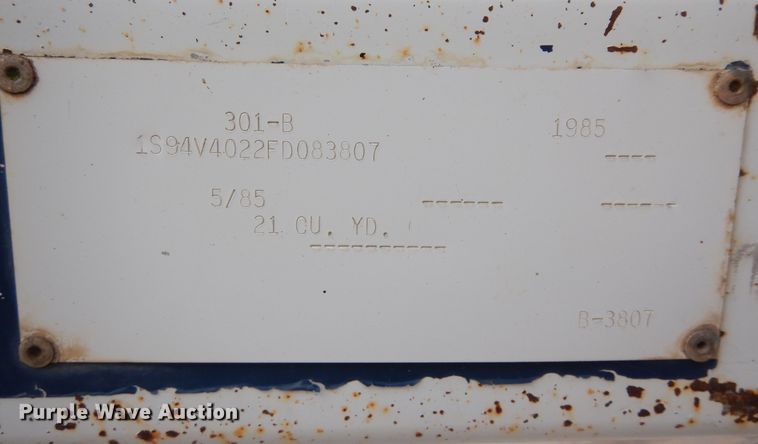 301-B 1985
1S94V4022FD083807
----
5/85 ------ ------
21 CU. YD.
----------
B-3807
Purple Wave Auction